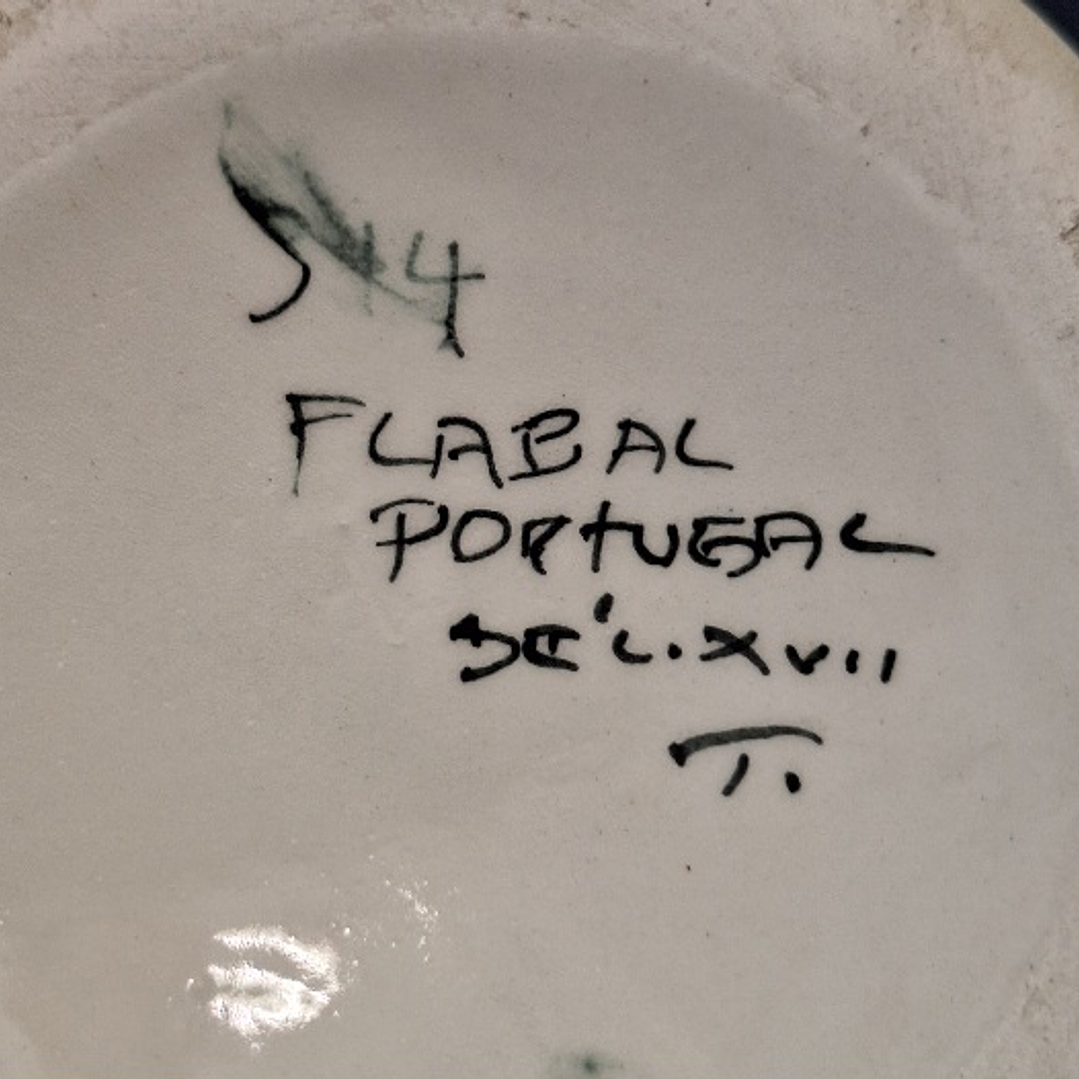 FLABAL
PORTUGAL
SÉC.XVII
T.